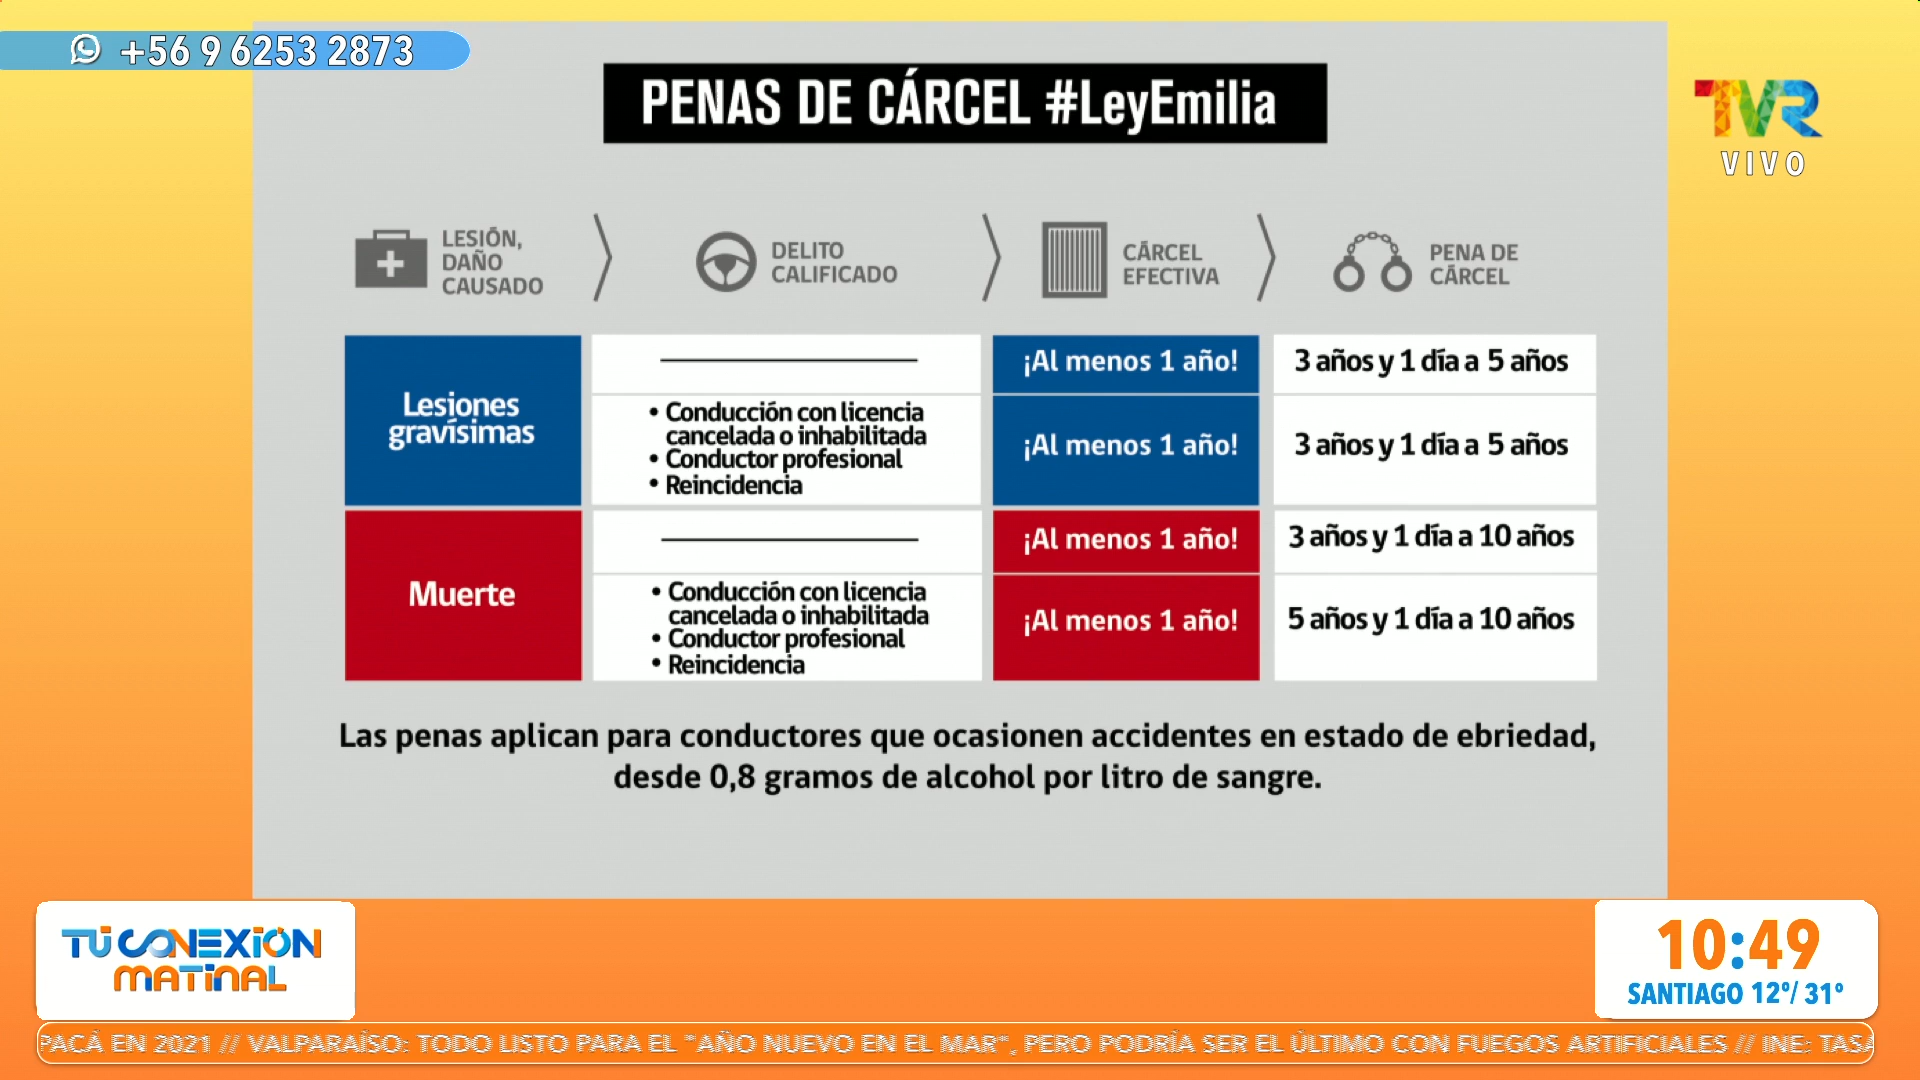 +56 9 6253 2873
PENAS DE CÁRCEL #LeyEmilia
TVR
VIVO
LESIÓN,
DAÑO
CAUSADO
DELITO
CALIFICADO
CÁRCEL
EFECTIVA
PENA DE
CÁRCEL
Lesiones
gravísimas
¡Al menos 1 año!
3 años y 1 día a 5 años
• Conducción con licencia
cancelada o inhabilitada
• Conductor profesional
• Reincidencia
¡Al menos 1 año!
3 años y 1 día a 5 años
Muerte
¡Al menos 1 año!
3 años y 1 día a 10 años
• Conducción con licencia
cancelada o inhabilitada
• Conductor profesional
• Reincidencia
¡Al menos 1 año!
5 años y 1 día a 10 años
Las penas aplican para conductores que ocasionen accidentes en estado de ebriedad,
desde 0,8 gramos de alcohol por litro de sangre.
TÚ CONEXIÓN
MATINAL
10:49
SANTIAGO 12º/ 31º
PACÁ EN 2021 // VALPARAÍSO: TODO LISTO PARA EL "AÑO NUEVO EN EL MAR", PERO PODRÍA SER EL ÚLTIMO CON FUEGOS ARTIFICIALES // INE: TASA